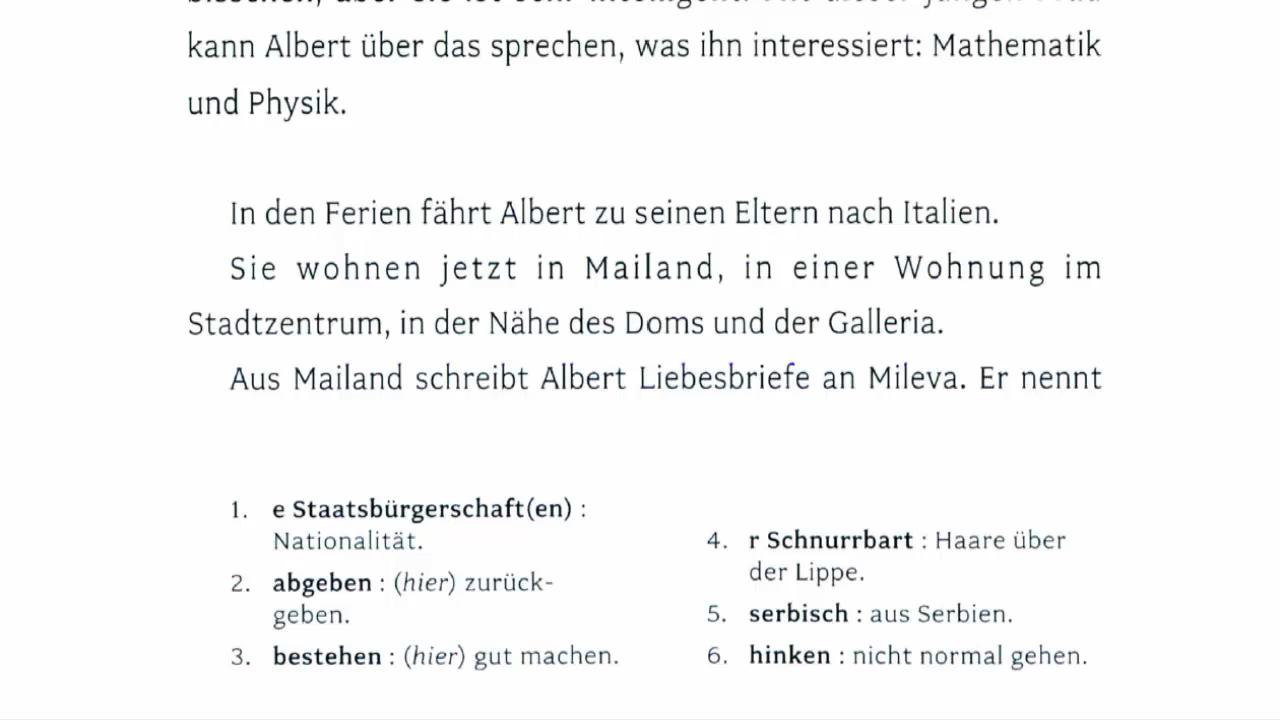 kann Albert über das sprechen, was ihn interessiert: Mathematik
und Physik.
In den Ferien fährt Albert zu seinen Eltern nach Italien.
Sie wohnen jetzt in Mailand, in einer Wohnung im
Stadtzentrum, in der Nähe des Doms und der Galleria.
Aus Mailand schreibt Albert Liebesbriefe an Mileva. Er nennt
1. e Staatsbürgerschaft(en) :
Nationalität.
2. abgeben : (hier) zurück-
geben.
3. bestehen : (hier) gut machen.
4. r Schnurrbart : Haare über
der Lippe.
5. serbisch : aus Serbien.
6. hinken : nicht normal gehen.